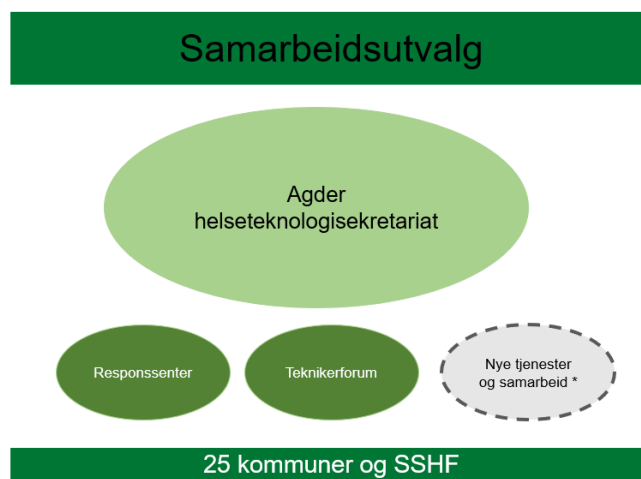 Samarbeidsutvalg
Agder
helseteknologisekretariat
Responssenter
Teknikerforum
Nye tjenester
og samarbeid *
25 kommuner og SSHF